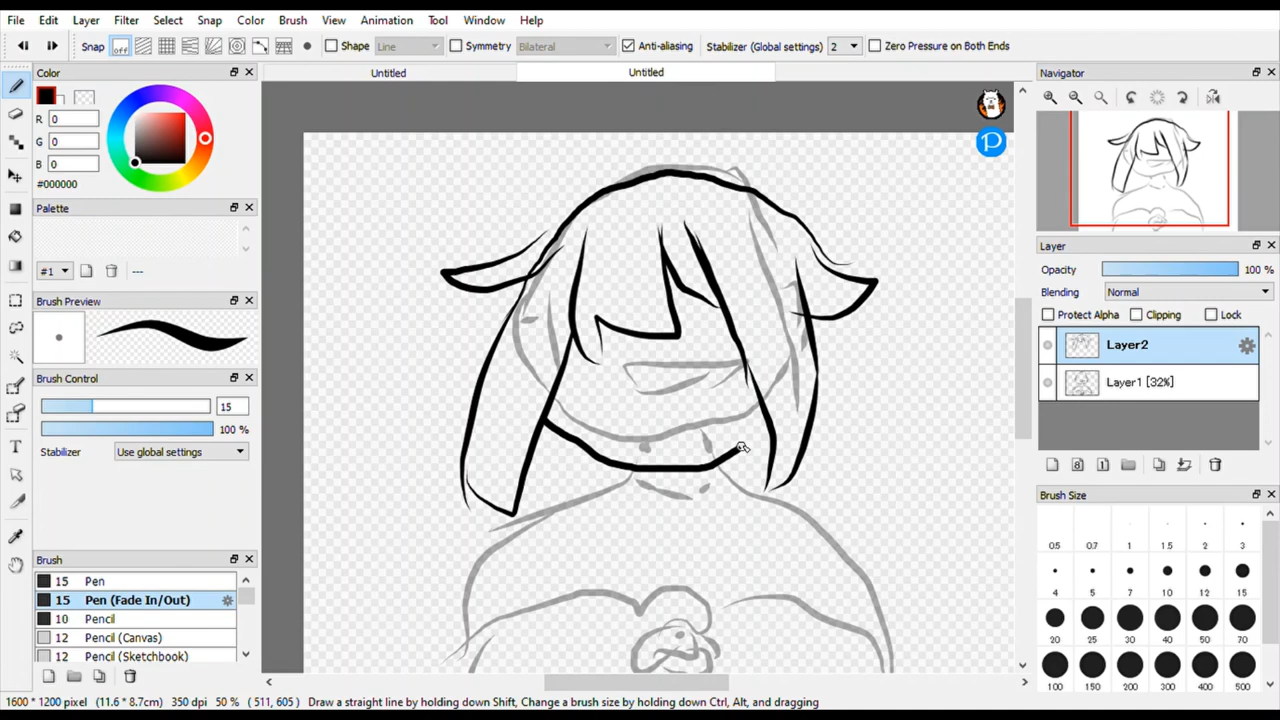 File Edit Layer Filter Select Snap Color Brush View Animation Tool Window Help
Snap off Shape Line Symmetry Bilateral Anti-aliasing Stabilizer (Global settings) 2 Zero Pressure on Both Ends
Color
R 0
G 0
B 0
#000000
Palette
#1 ---
Brush Preview
Brush Control
15
100 %
Stabilizer Use global settings
Brush
15 Pen
15 Pen (Fade In/Out)
10 Pencil
12 Pencil (Canvas)
12 Pencil (Sketchbook)
Untitled Untitled
P
Navigator
Layer
Opacity 100 %
Blending Normal
Protect Alpha Clipping Lock
Layer2
Layer1 [32%]
8 1
Brush Size
0.5 0.7 1 1.5 2 3
4 5 7 10 12 15
20 25 30 40 50 70
100 150 200 300 400 500
1600 * 1200 pixel (11.6 * 8.7cm) 350 dpi 50 % ( 511, 605 ) Draw a straight line by holding down Shift, Change a brush size by holding down Ctrl, Alt, and dragging